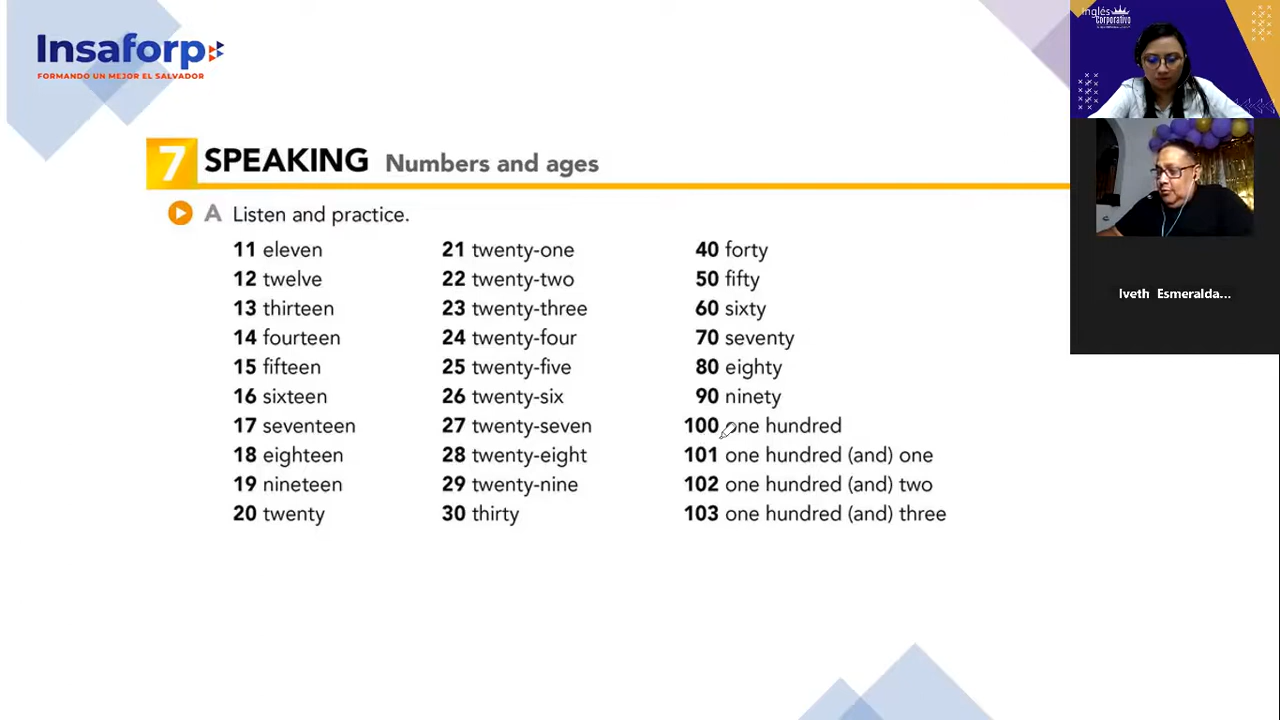 Insaforp
FORMANDO UN MEJOR EL SALVADOR
Inglés
Corporativo
Iveth Esmeralda...
7 SPEAKING Numbers and ages
A Listen and practice.
11 eleven
12 twelve
13 thirteen
14 fourteen
15 fifteen
16 sixteen
17 seventeen
18 eighteen
19 nineteen
20 twenty
21 twenty-one
22 twenty-two
23 twenty-three
24 twenty-four
25 twenty-five
26 twenty-six
27 twenty-seven
28 twenty-eight
29 twenty-nine
30 thirty
40 forty
50 fifty
60 sixty
70 seventy
80 eighty
90 ninety
100 one hundred
101 one hundred (and) one
102 one hundred (and) two
103 one hundred (and) three